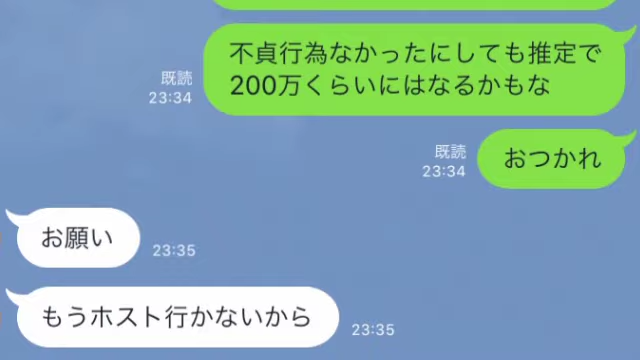 不貞行為なかったにしても推定で
200万くらいにはなるかもな
既読
23:34
おつかれ
既読
23:34
お願い
23:35
もうホスト行かないから
23:35